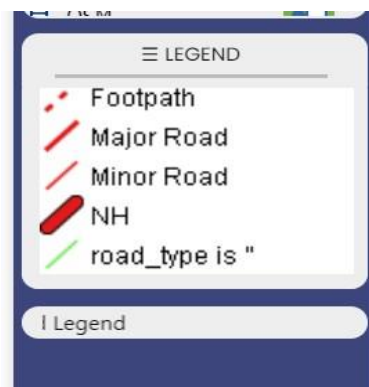 ☰ LEGEND
Footpath
Major Road
Minor Road
NH
road_type is "
⁞ Legend